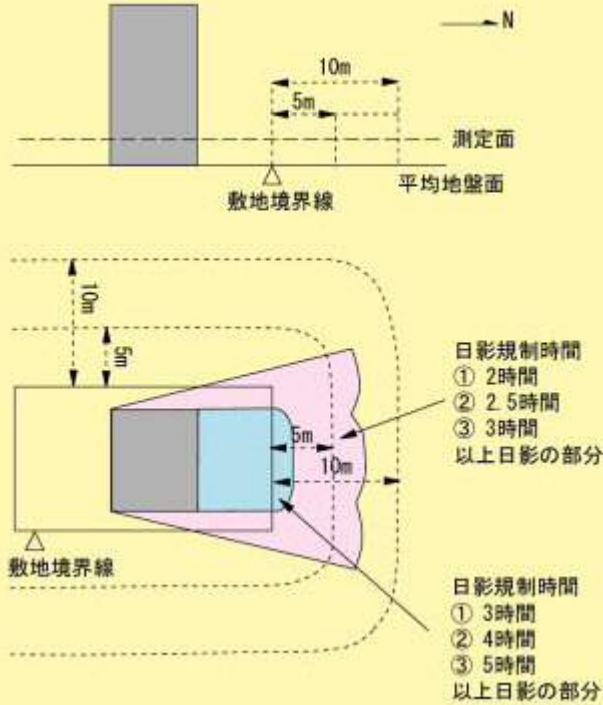 N
10m
5m
測定面
平均地盤面
敷地境界線
10m
5m
日影規制時間
① 2時間
② 2.5時間
③ 3時間
以上日影の部分
5m
10m
敷地境界線
日影規制時間
① 3時間
② 4時間
③ 5時間
以上日影の部分